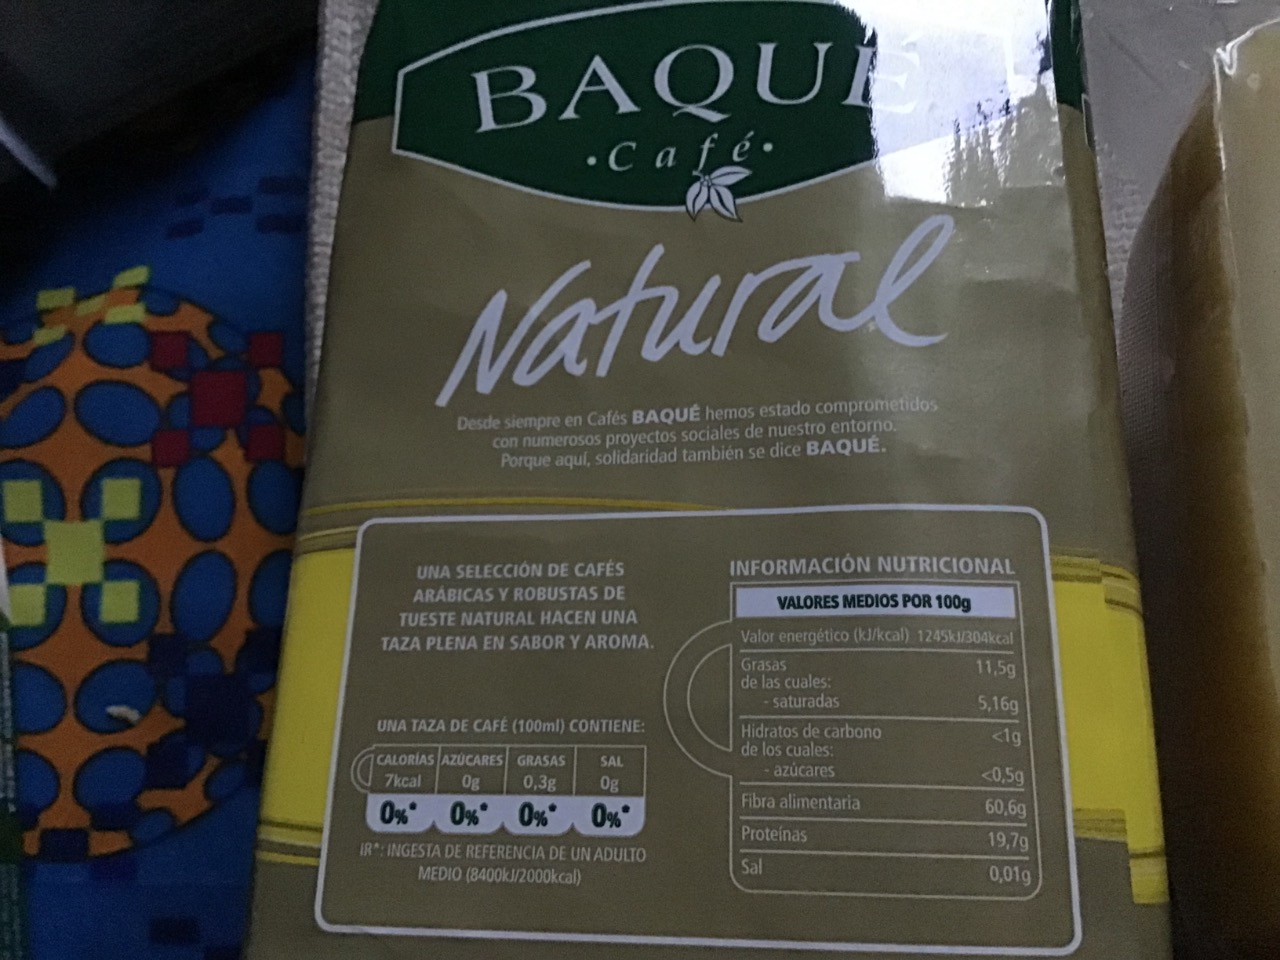 BAQUÉ
•Café•
Natural
Desde siempre en Cafés BAQUÉ hemos estado comprometidos
con numerosos proyectos sociales de nuestro entorno.
Porque aquí, solidaridad también se dice BAQUÉ.
UNA SELECCIÓN DE CAFÉS
ARÁBICAS Y ROBUSTAS DE
TUESTE NATURAL HACEN UNA
TAZA PLENA EN SABOR Y AROMA.
UNA TAZA DE CAFÉ (100ml) CONTIENE:
CALORÍAS AZÚCARES GRASAS SAL
7kcal 0g 0,3g 0g
0%* 0%* 0%* 0%*
IR*: INGESTA DE REFERENCIA DE UN ADULTO
MEDIO (8400kJ/2000kcal)
INFORMACIÓN NUTRICIONAL
VALORES MEDIOS POR 100g
Valor energético (kJ/kcal) 1245kJ/304kcal
Grasas 11,5g
de las cuales:
- saturadas 5,16g
Hidratos de carbono <1g
de los cuales:
- azúcares <0,5g
Fibra alimentaria 60,6g
Proteínas 19,7g
Sal 0,01g